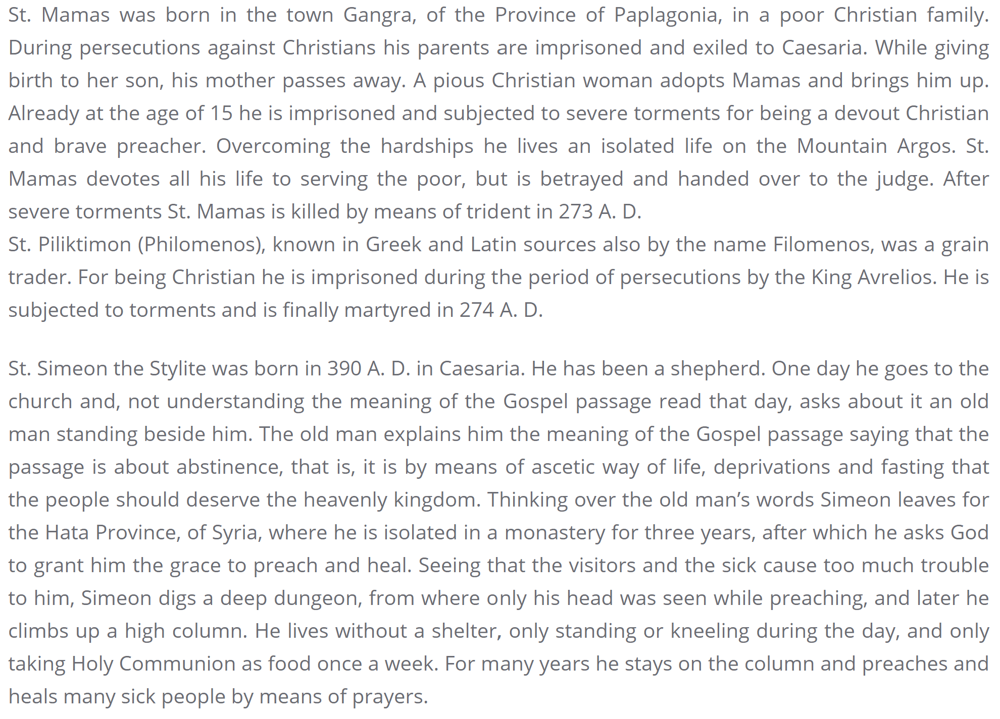 St. Mamas was born in the town Gangra, of the Province of Paplagonia, in a poor Christian family.
During persecutions against Christians his parents are imprisoned and exiled to Caesaria. While giving
birth to her son, his mother passes away. A pious Christian woman adopts Mamas and brings him up.
Already at the age of 15 he is imprisoned and subjected to severe torments for being a devout Christian
and brave preacher. Overcoming the hardships he lives an isolated life on the Mountain Argos. St.
Mamas devotes all his life to serving the poor, but is betrayed and handed over to the judge. After
severe torments St. Mamas is killed by means of trident in 273 A. D.
St. Piliktimon (Philomenos), known in Greek and Latin sources also by the name Filomenos, was a grain
trader. For being Christian he is imprisoned during the period of persecutions by the King Avrelios. He is
subjected to torments and is finally martyred in 274 A. D.
St. Simeon the Stylite was born in 390 A. D. in Caesaria. He has been a shepherd. One day he goes to the
church and, not understanding the meaning of the Gospel passage read that day, asks about it an old
man standing beside him. The old man explains him the meaning of the Gospel passage saying that the
passage is about abstinence, that is, it is by means of ascetic way of life, deprivations and fasting that
the people should deserve the heavenly kingdom. Thinking over the old man’s words Simeon leaves for
the Hata Province, of Syria, where he is isolated in a monastery for three years, after which he asks God
to grant him the grace to preach and heal. Seeing that the visitors and the sick cause too much trouble
to him, Simeon digs a deep dungeon, from where only his head was seen while preaching, and later he
climbs up a high column. He lives without a shelter, only standing or kneeling during the day, and only
taking Holy Communion as food once a week. For many years he stays on the column and preaches and
heals many sick people by means of prayers.